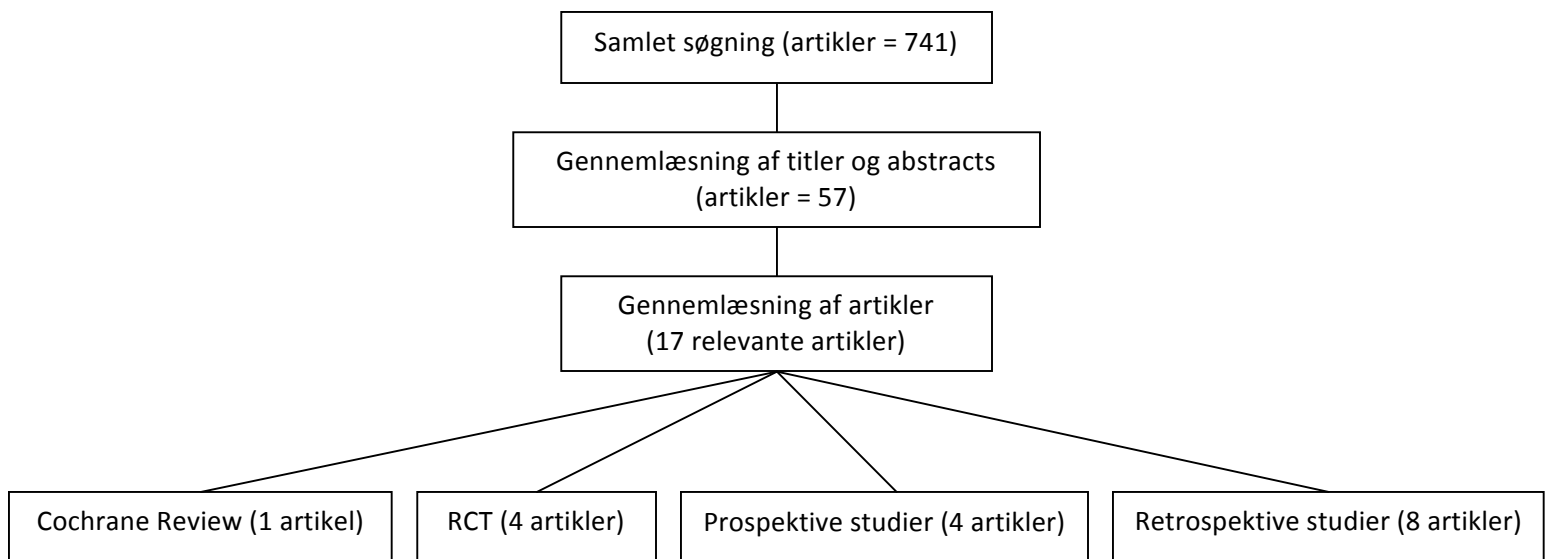 Samlet søgning (artikler = 741)
Gennemlæsning af titler og abstracts
(artikler = 57)
Gennemlæsning af artikler
(17 relevante artikler)
Cochrane Review (1 artikel)
RCT (4 artikler)
Prospektive studier (4 artikler)
Retrospektive studier (8 artikler)